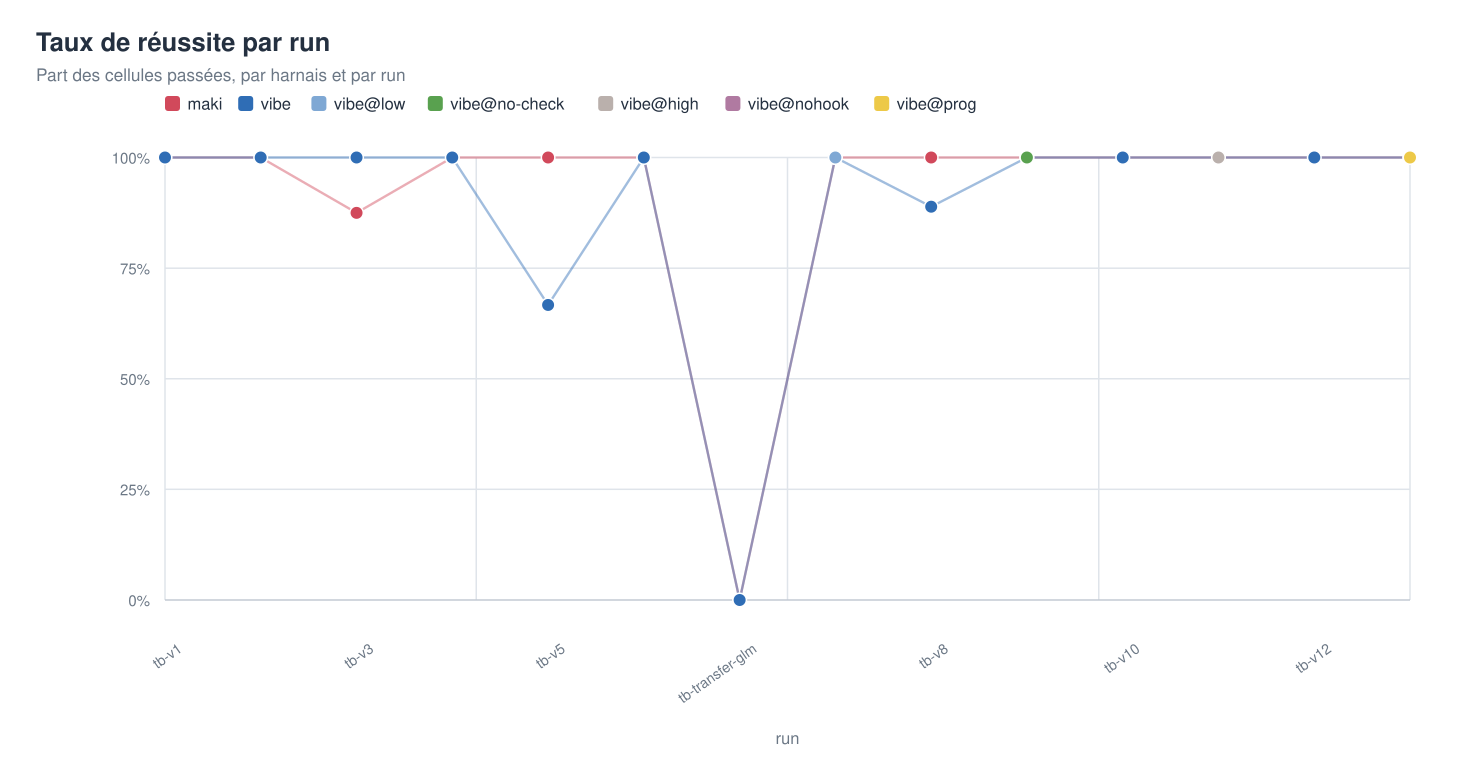 Taux de réussite par run
Part des cellules passées, par harnais et par run
maki vibe vibe@low vibe@no-check vibe@high vibe@nohook vibe@prog
100%
75%
50%
25%
0%
tb-v1 tb-v3 tb-v5 tb-transfer-glm tb-v8 tb-v10 tb-v12
run